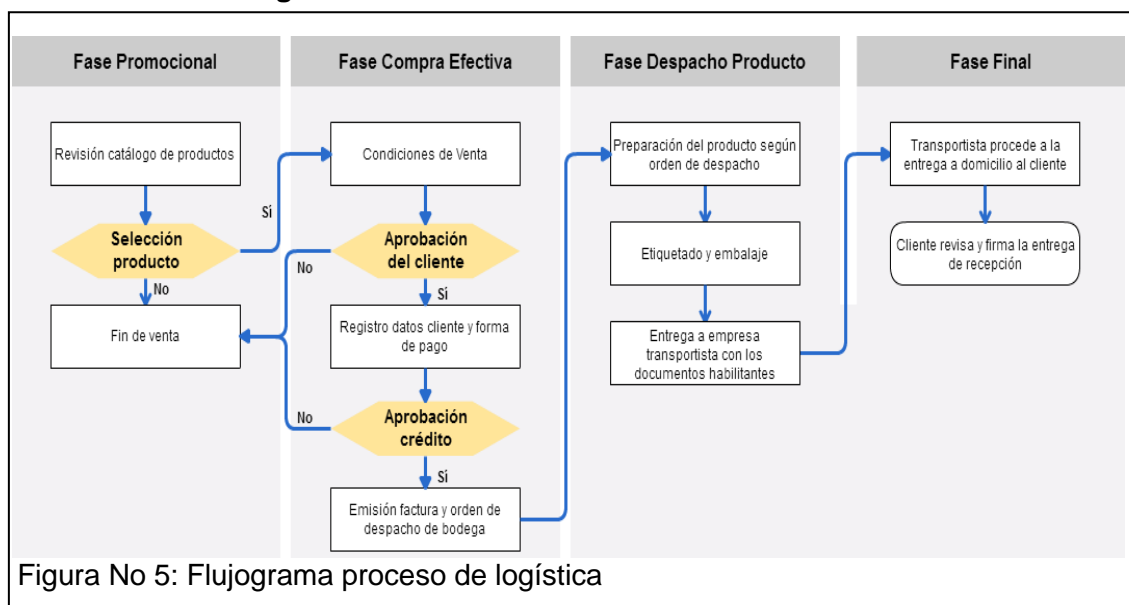 Fase Promocional
Revisión catálogo de productos
Selección
producto
Sí
No
Fin de venta
Fase Compra Efectiva
Condiciones de Venta
Aprobación
del cliente
No
Sí
Registro datos cliente y forma
de pago
Aprobación
crédito
No
Sí
Emisión factura y orden de
despacho de bodega
Fase Despacho Producto
Preparación del producto según
orden de despacho
Etiquetado y embalaje
Entrega a empresa
transportista con los
documentos habilitantes
Fase Final
Transportista procede a la
entrega a domicilio al cliente
Cliente revisa y firma la entrega
de recepción
Figura No 5: Flujograma proceso de logística